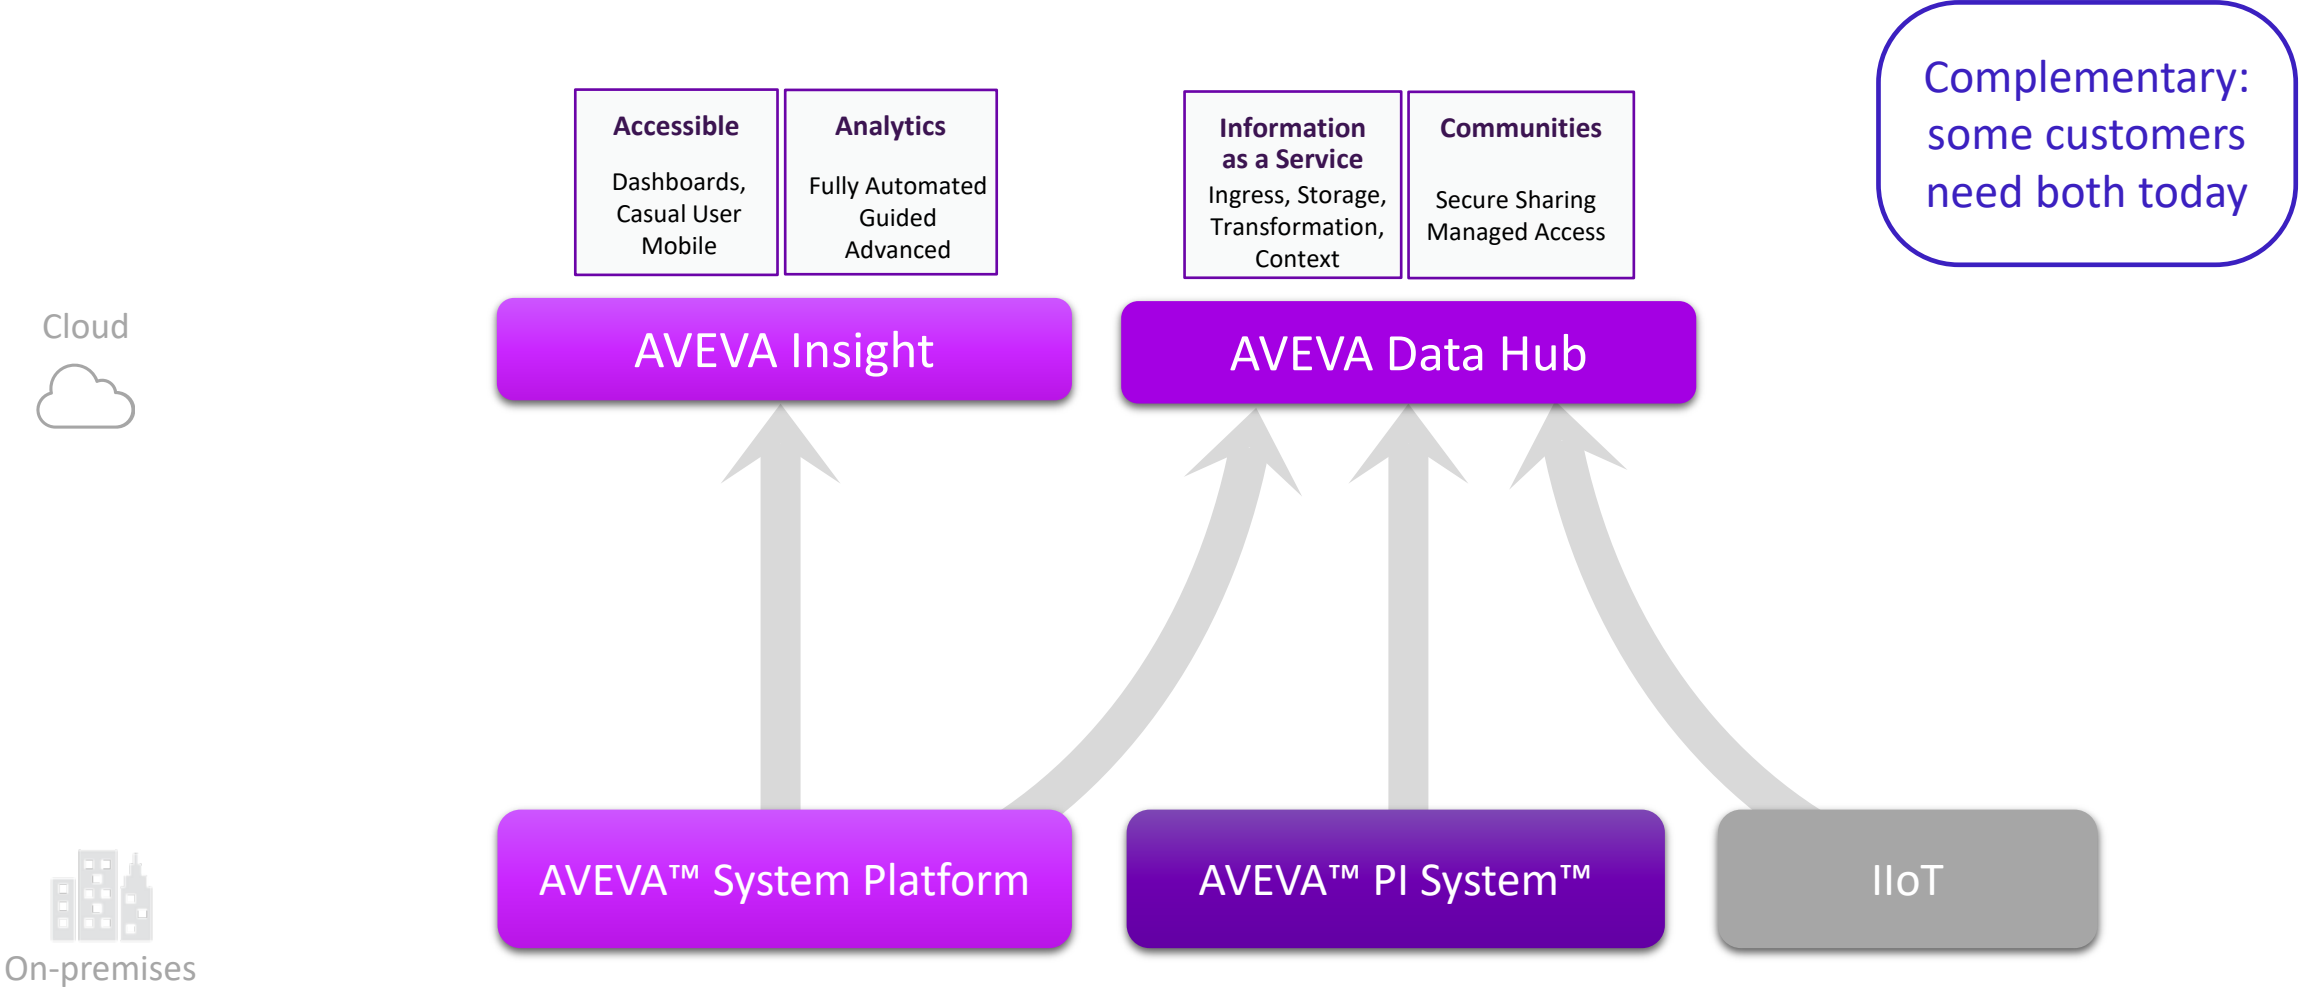 Complementary:
some customers
need both today
Accessible
Dashboards,
Casual User
Mobile
Analytics
Fully Automated
Guided
Advanced
Information
as a Service
Ingress, Storage,
Transformation,
Context
Communities
Secure Sharing
Managed Access
Cloud
AVEVA Insight
AVEVA Data Hub
AVEVA™ System Platform
AVEVA™ PI System™
IIoT
On-premises